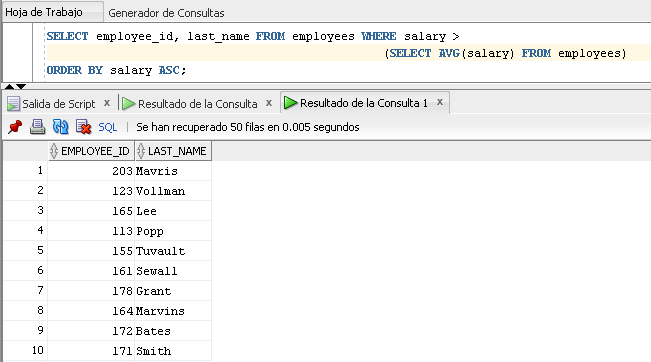 Hoja de Trabajo Generador de Consultas
SELECT employee_id, last_name FROM employees WHERE salary >
(SELECT AVG(salary) FROM employees)
ORDER BY salary ASC;
Salida de Script x Resultado de la Consulta x Resultado de la Consulta 1 x
SQL | Se han recuperado 50 filas en 0.005 segundos
EMPLOYEE_ID LAST_NAME
1 203 Mavris
2 123 Vollman
3 165 Lee
4 113 Popp
5 155 Tuvault
6 161 Sewall
7 178 Grant
8 164 Marvins
9 172 Bates
10 171 Smith